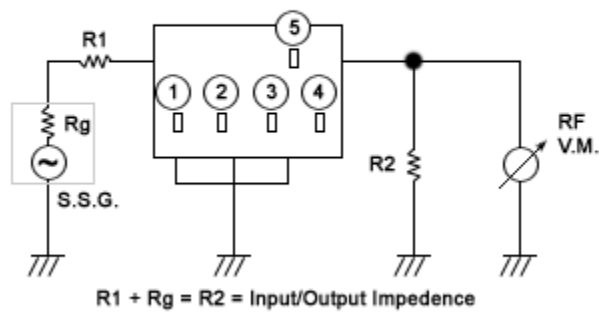 5
R1
1 2 3 4
Rg
~
S.S.G.
R2
RF
V.M.
R1 + Rg = R2 = Input/Output Impedence